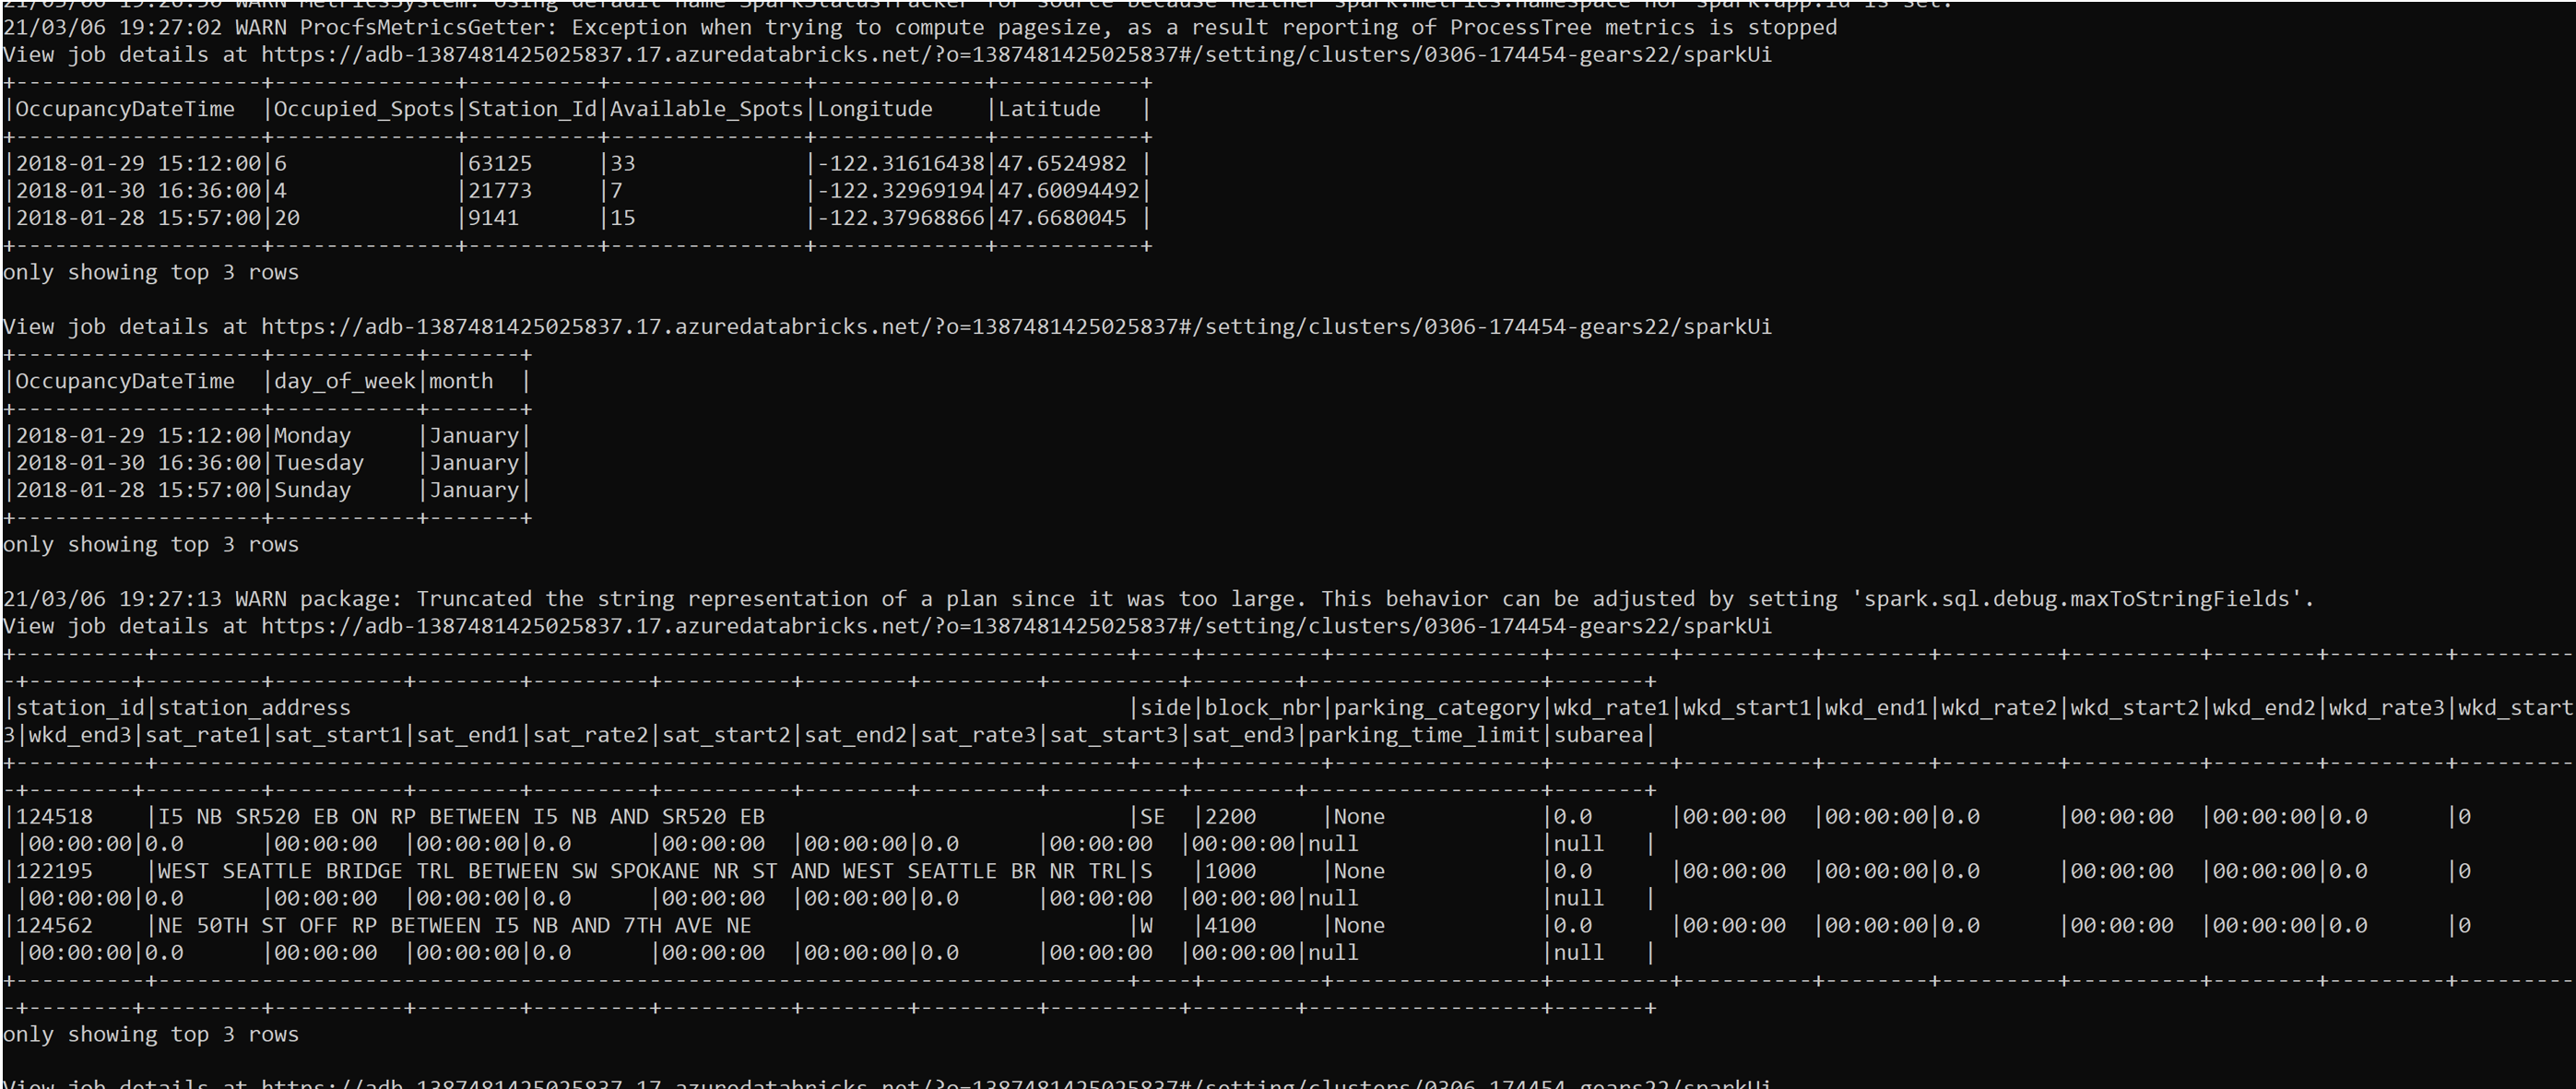 21/03/06 19:26:50 WARN MetricsSystem: Using default name SparkStatusTracker for source because neither spark.metrics.namespace nor spark.app.id is set.
21/03/06 19:27:02 WARN ProcfsMetricsGetter: Exception when trying to compute pagesize, as a result reporting of ProcessTree metrics is stopped
View job details at https://adb-1387481425025837.17.azuredatabricks.net/?o=1387481425025837#/setting/clusters/0306-174454-gears22/sparkUi
+-------------------+--------------+----------+---------------+-------------+-----------+
|OccupancyDateTime  |Occupied_Spots|Station_Id|Available_Spots|Longitude    |Latitude   |
+-------------------+--------------+----------+---------------+-------------+-----------+
|2018-01-29 15:12:00|6             |63125     |33             |-122.31616438|47.6524982 |
|2018-01-30 16:36:00|4             |21773     |7              |-122.32969194|47.60094492|
|2018-01-28 15:57:00|20            |9141      |15             |-122.37968866|47.6680045 |
+-------------------+--------------+----------+---------------+-------------+-----------+
only showing top 3 rows
View job details at https://adb-1387481425025837.17.azuredatabricks.net/?o=1387481425025837#/setting/clusters/0306-174454-gears22/sparkUi
+-------------------+-----------+-------+
|OccupancyDateTime  |day_of_week|month  |
+-------------------+-----------+-------+
|2018-01-29 15:12:00|Monday     |January|
|2018-01-30 16:36:00|Tuesday    |January|
|2018-01-28 15:57:00|Sunday     |January|
+-------------------+-----------+-------+
only showing top 3 rows
21/03/06 19:27:13 WARN package: Truncated the string representation of a plan since it was too large. This behavior can be adjusted by setting 'spark.sql.debug.maxToStringFields'.
View job details at https://adb-1387481425025837.17.azuredatabricks.net/?o=1387481425025837#/setting/clusters/0306-174454-gears22/sparkUi
+----------+---------------------------------------------------------------------------+----+---------+----------------+---------+----------+--------+---------+----------+--------+---------+---------
-+--------+---------+----------+--------+---------+----------+--------+---------+----------+--------+------------------+-------+
|station_id|station_address                                                            |side|block_nbr|parking_category|wkd_rate1|wkd_start1|wkd_end1|wkd_rate2|wkd_start2|wkd_end2|wkd_rate3|wkd_start
3|wkd_end3|sat_rate1|sat_start1|sat_end1|sat_rate2|sat_start2|sat_end2|sat_rate3|sat_start3|sat_end3|parking_time_limit|subarea|
+----------+---------------------------------------------------------------------------+----+---------+----------------+---------+----------+--------+---------+----------+--------+---------+---------
-+--------+---------+----------+--------+---------+----------+--------+---------+----------+--------+------------------+-------+
|124518    |I5 NB SR520 EB ON RP BETWEEN I5 NB AND SR520 EB                            |SE  |2200     |None            |0.0      |00:00:00  |00:00:00|0.0      |00:00:00  |00:00:00|0.0      |0
 |00:00:00|0.0      |00:00:00  |00:00:00|0.0      |00:00:00  |00:00:00|0.0      |00:00:00  |00:00:00|null              |null   |
|122195    |WEST SEATTLE BRIDGE TRL BETWEEN SW SPOKANE NR ST AND WEST SEATTLE BR NR TRL|S   |1000     |None            |0.0      |00:00:00  |00:00:00|0.0      |00:00:00  |00:00:00|0.0      |0
 |00:00:00|0.0      |00:00:00  |00:00:00|0.0      |00:00:00  |00:00:00|0.0      |00:00:00  |00:00:00|null              |null   |
|124562    |NE 50TH ST OFF RP BETWEEN I5 NB AND 7TH AVE NE                             |W   |4100     |None            |0.0      |00:00:00  |00:00:00|0.0      |00:00:00  |00:00:00|0.0      |0
 |00:00:00|0.0      |00:00:00  |00:00:00|0.0      |00:00:00  |00:00:00|0.0      |00:00:00  |00:00:00|null              |null   |
+----------+---------------------------------------------------------------------------+----+---------+----------------+---------+----------+--------+---------+----------+--------+---------+---------
-+--------+---------+----------+--------+---------+----------+--------+---------+----------+--------+------------------+-------+
only showing top 3 rows
View job details at https://adb-1387481425025837.17.azuredatabricks.net/?o=1387481425025837#/setting/clusters/0306-174454-gears22/sparkUi